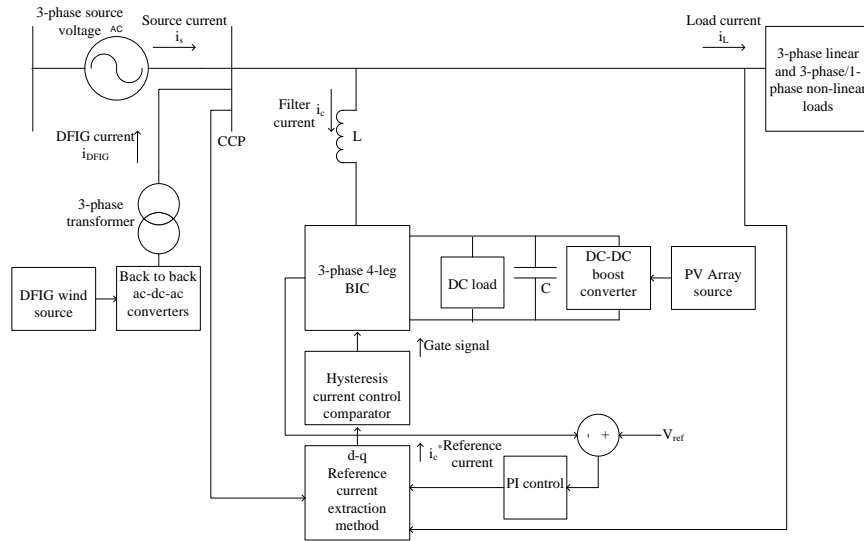 3-phase source
voltage
AC
Source current
i_s
Load current
i_L
3-phase linear
and 3-phase/1-
phase non-linear
loads
DFIG current
i_DFIG
CCP
Filter
current
i_c
L
3-phase
transformer
DFIG wind
source
Back to back
ac-dc-ac
converters
3-phase 4-leg
BIC
DC load
C
DC-DC
boost
converter
PV Array
source
Gate signal
Hysteresis
current control
comparator
- +
V_ref
i_c*Reference
current
d-q
Reference
current
extraction
method
PI control